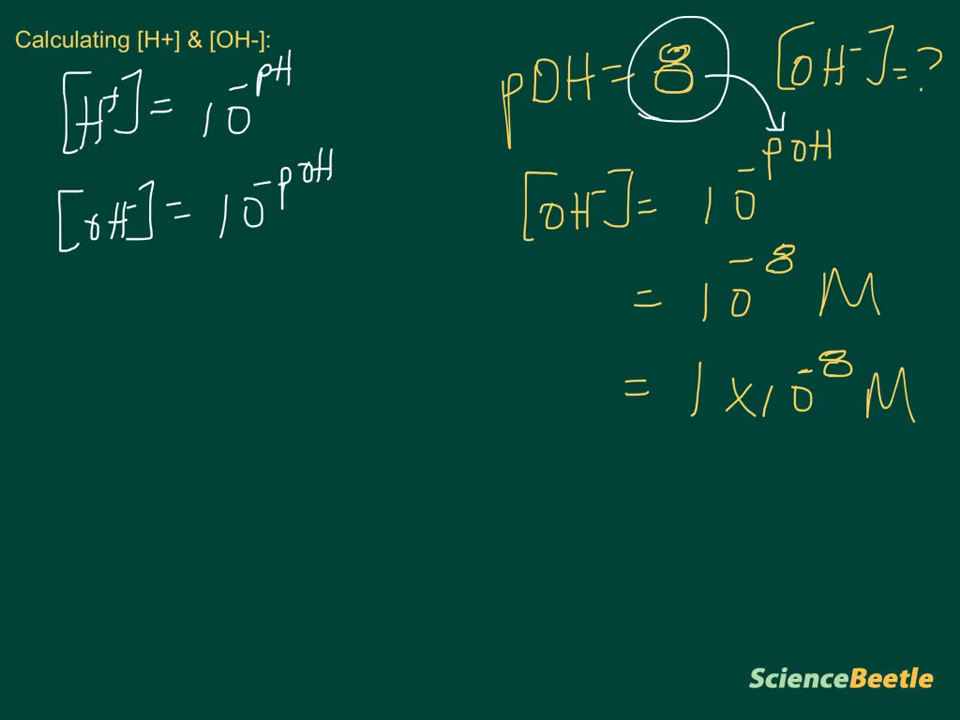 Calculating [H+] & [OH-]:
[H⁺] = 10^-pH
[OH⁻] = 10^-pOH
pOH = 8 [OH⁻] = ?
[OH⁻] = 10^-pOH
= 10^-8 M
= 1 x 10^-8 M
ScienceBeetle